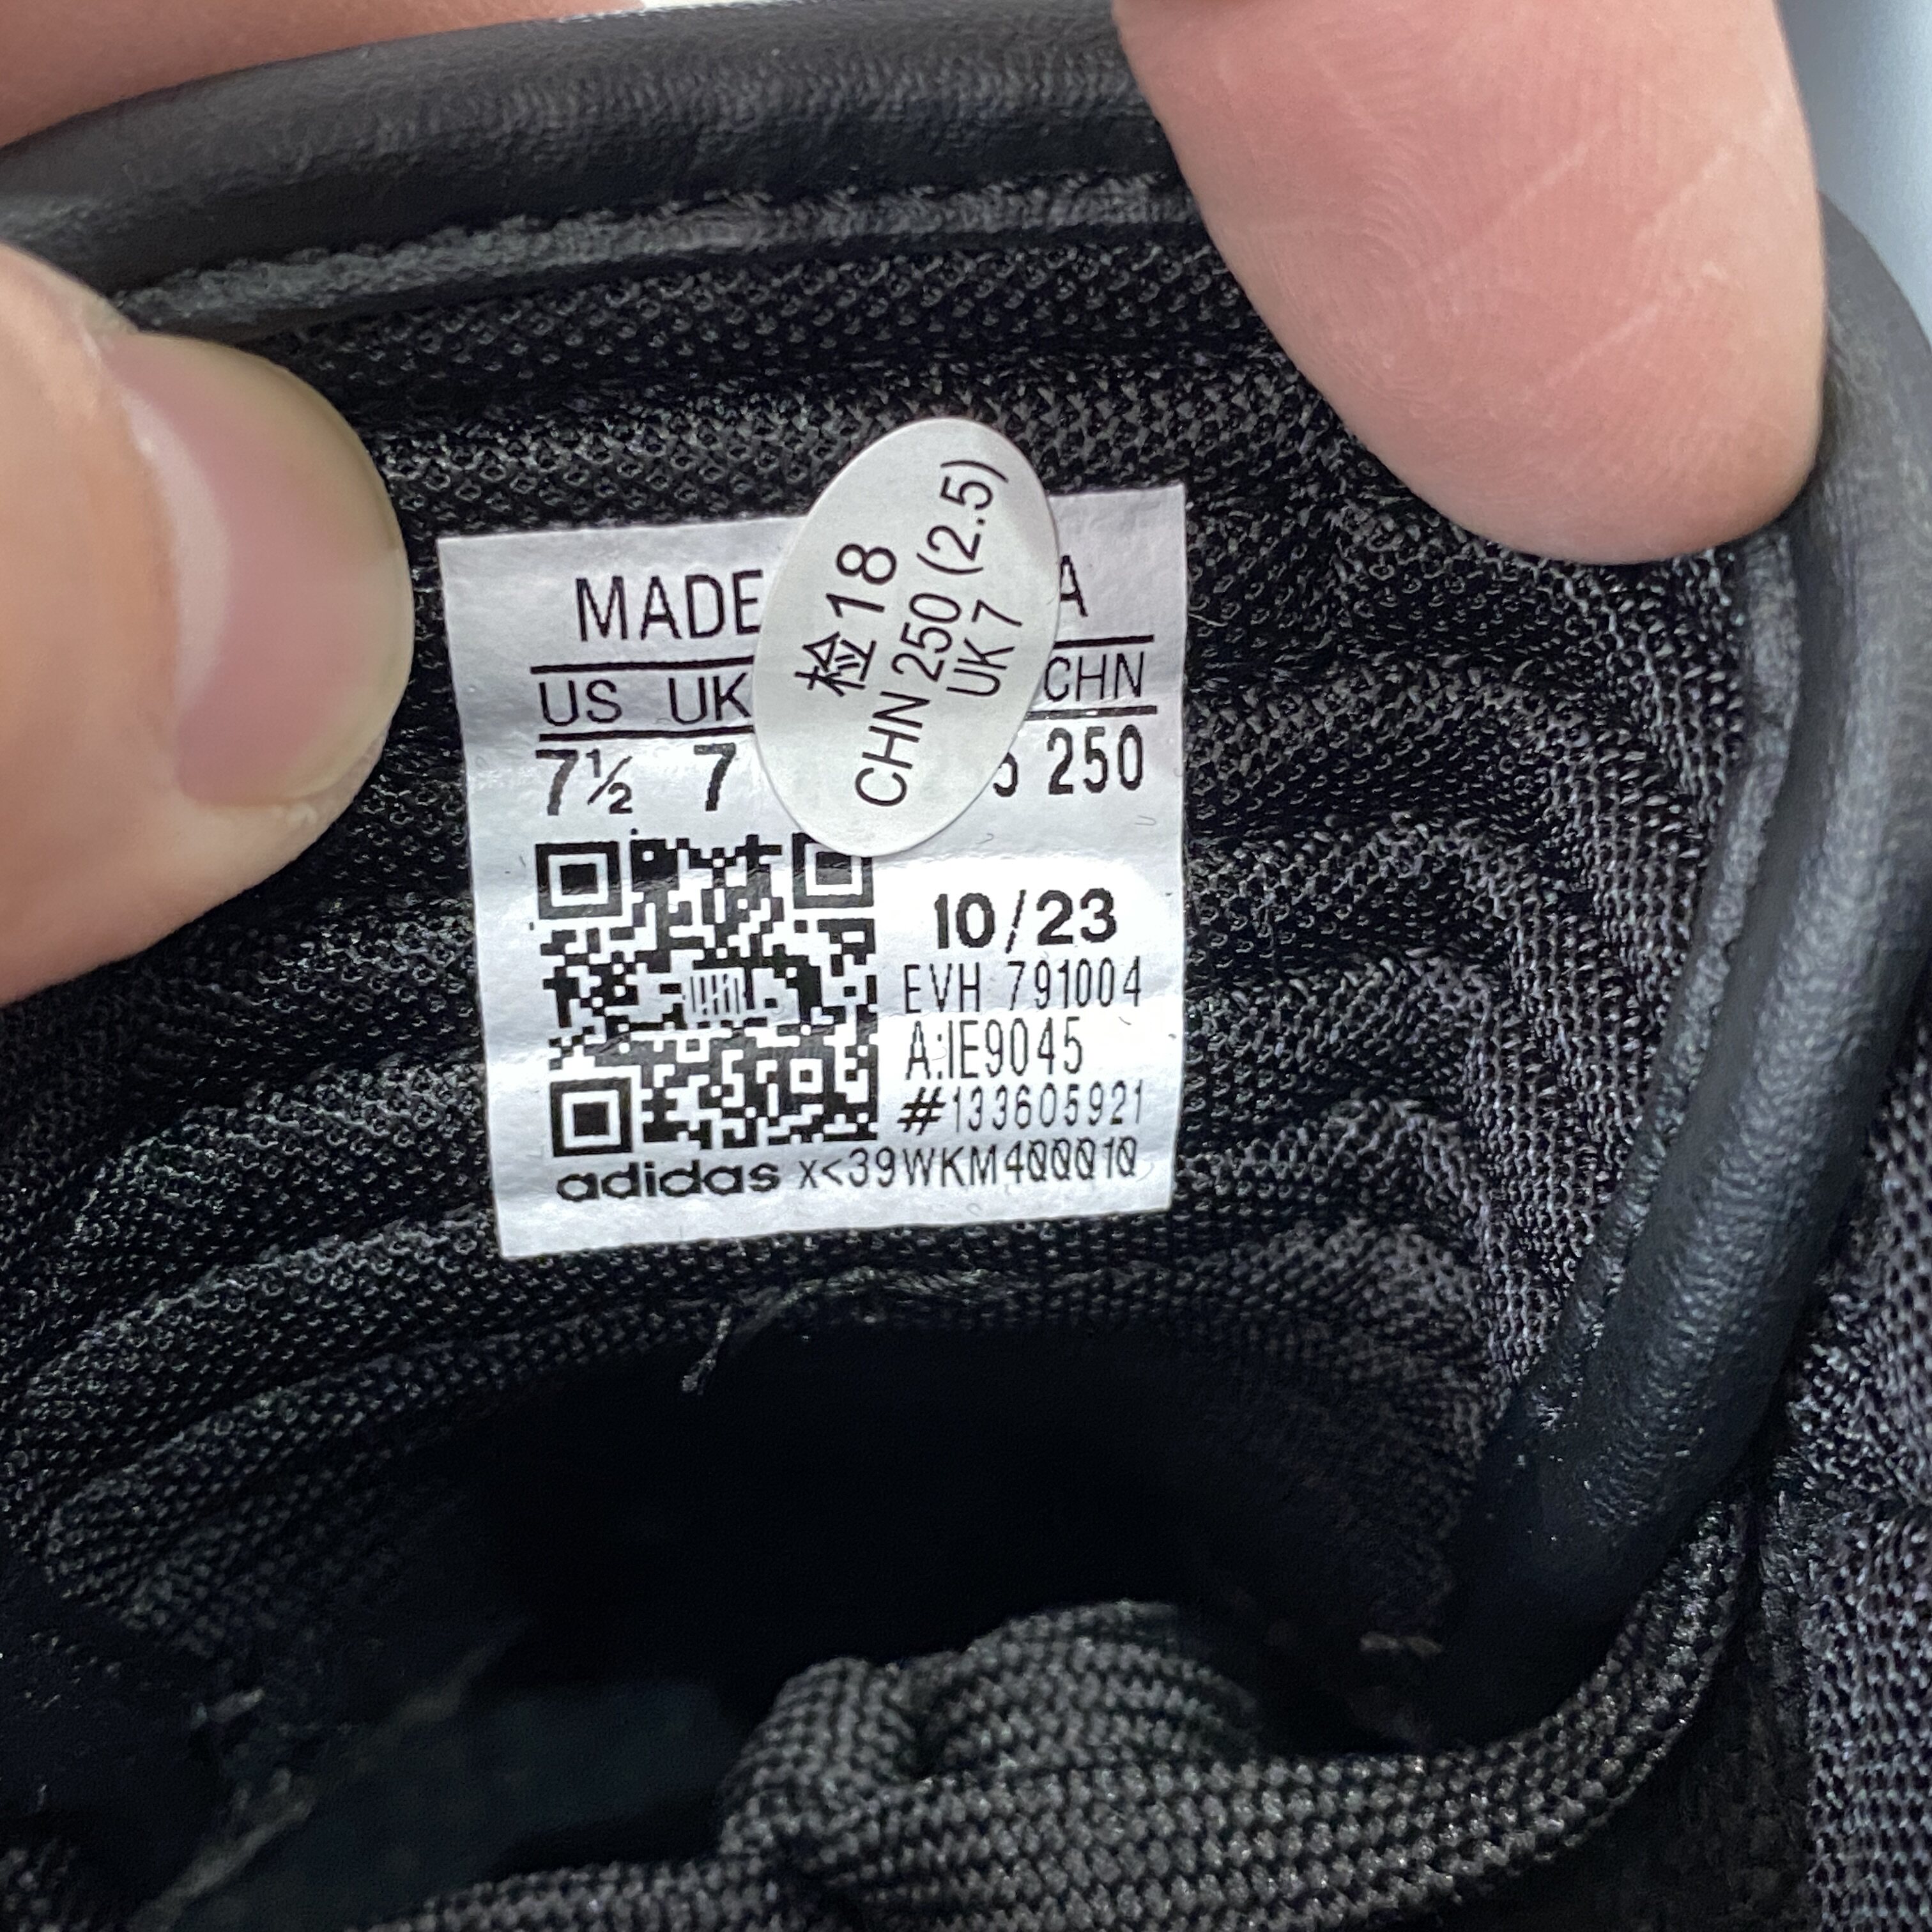 检18
CHN 250 (2.5)
UK 7
MADE
US UK CHN
7½ 7 250
10/23
EVH 791004
A:IE9045
#133605921
adidas X<39WKM400010